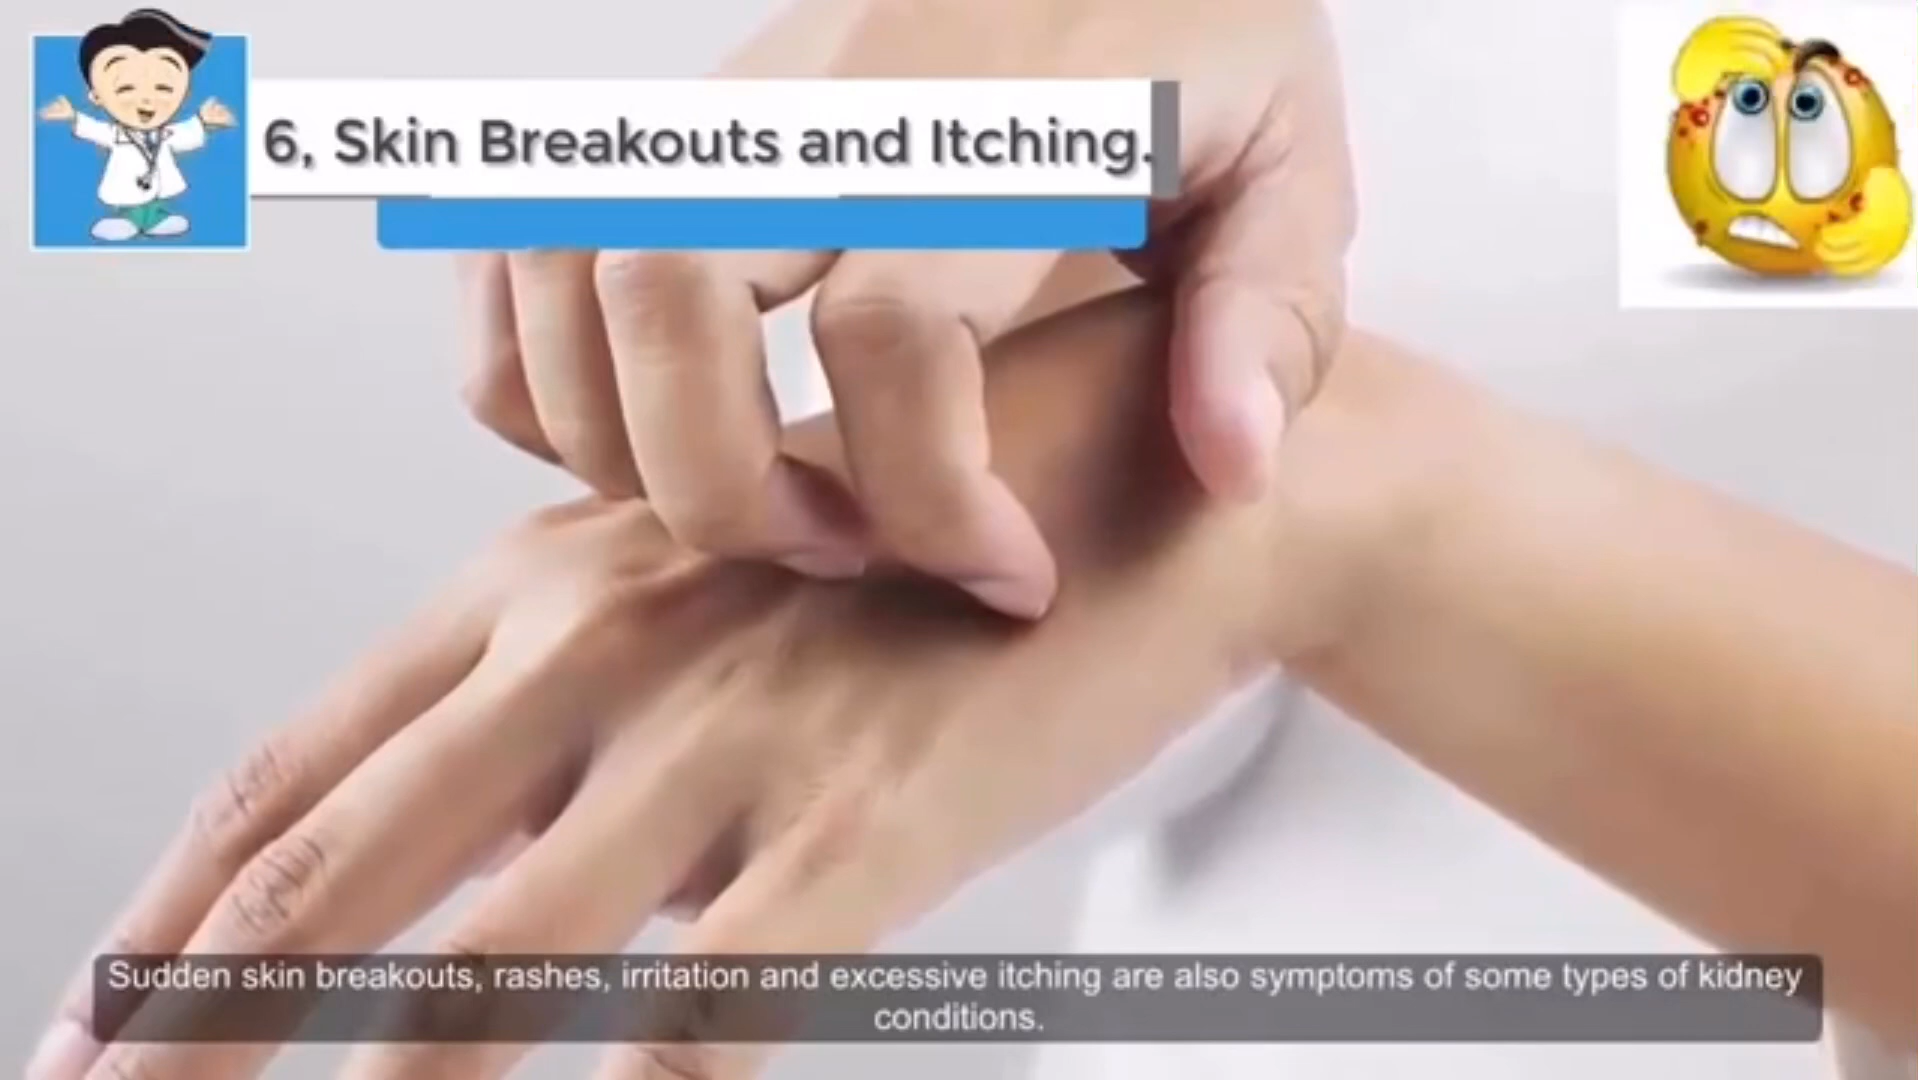 6, Skin Breakouts and Itching.
Sudden skin breakouts, rashes, irritation and excessive itching are also symptoms of some types of kidney
conditions.